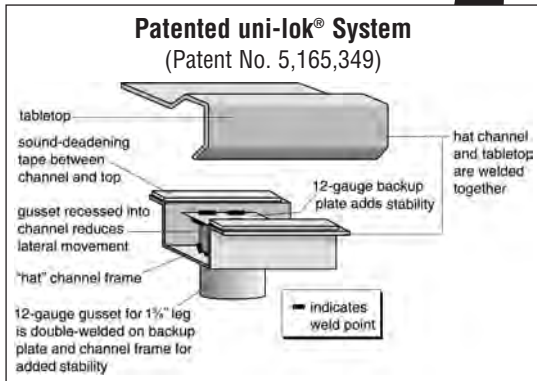 Patented uni-lok® System
(Patent No. 5,165,349)
tabletop
sound-deadening
tape between
channel and top
gusset recessed into
channel reduces
lateral movement
"hat" channel frame
12-gauge gusset for 1⅝" leg
is double-welded on backup
plate and channel frame for
added stability
12-gauge backup
plate adds stability
hat channel
and tabletop
are welded
together
indicates
weld point